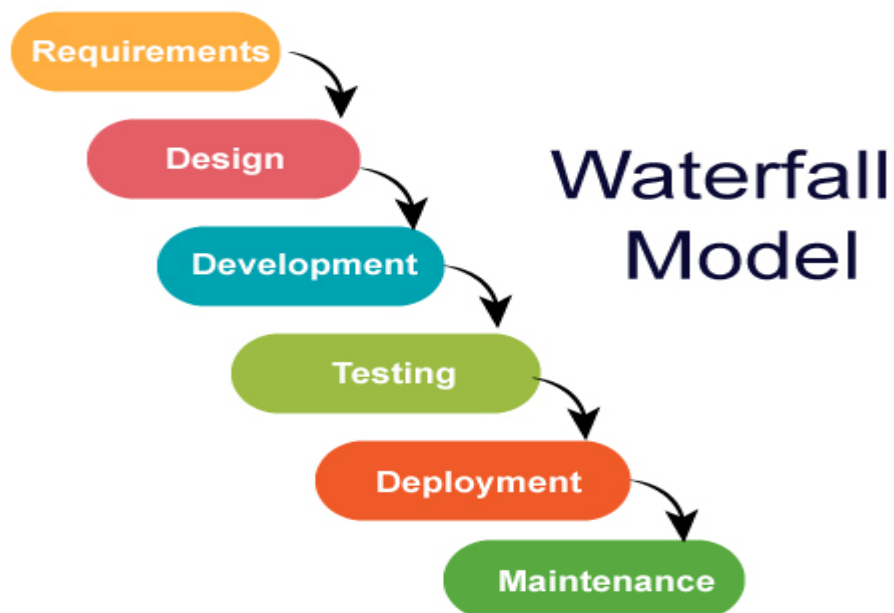 Requirements
Design
Waterfall
Model
Development
Testing
Deployment
Maintenance